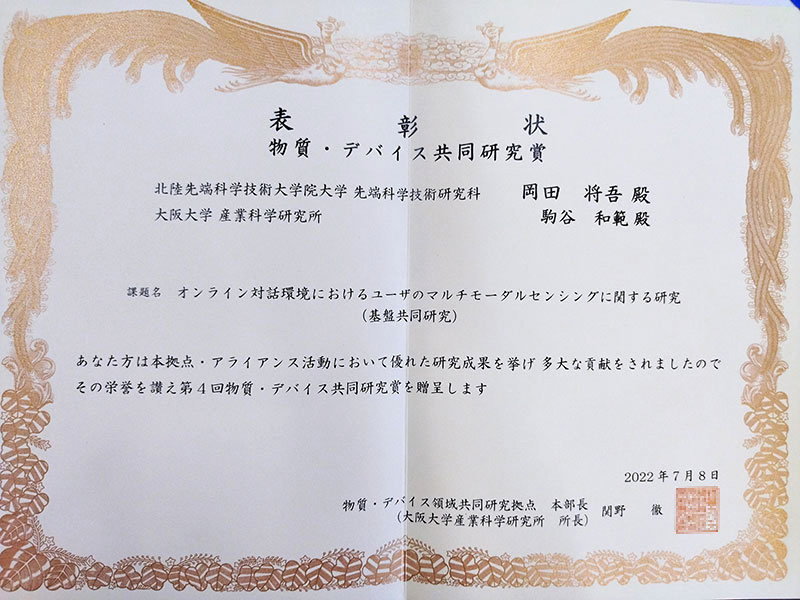 表彰状
物質・デバイス共同研究賞
北陸先端科学技術大学院大学 先端科学技術研究科 岡田 将吾 殿
大阪大学 産業科学研究所 駒谷 和範 殿
課題名 オンライン対話環境におけるユーザのマルチモーダルセンシングに関する研究
(基盤共同研究)
あなた方は本拠点・アライアンス活動において優れた研究成果を挙げ 多大な貢献をされましたので
その栄誉を讃え第4回物質・デバイス共同研究賞を贈呈します
2022年7月8日
物質・デバイス領域共同研究拠点 本部長
(大阪大学産業科学研究所 所長) 関野 徹